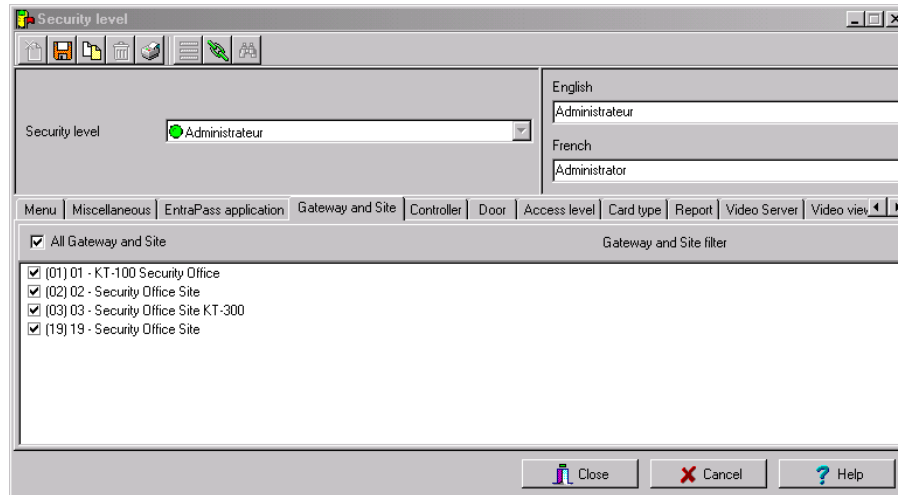 Security level
English
Administrateur
Security level
Administrateur
French
Administrator
Menu Miscellaneous EntraPass application Gateway and Site Controller Door Access level Card type Report Video Server Video view
All Gateway and Site
Gateway and Site filter
(01) 01 - KT-100 Security Office
(02) 02 - Security Office Site
(03) 03 - Security Office Site KT-300
(19) 19 - Security Office Site
Close
Cancel
Help